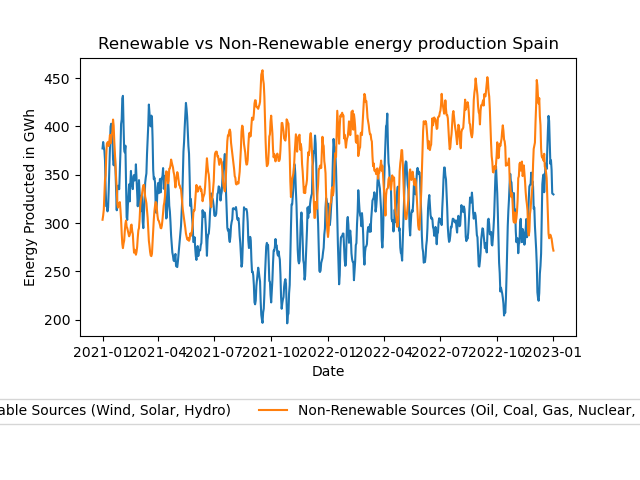 Renewable vs Non-Renewable energy production Spain
Energy Producted in GWh
450
400
350
300
250
200
2021-01 2021-04 2021-07 2021-10 2022-01 2022-04 2022-07 2022-10 2023-01
Date
able Sources (Wind, Solar, Hydro) Non-Renewable Sources (Oil, Coal, Gas, Nuclear,